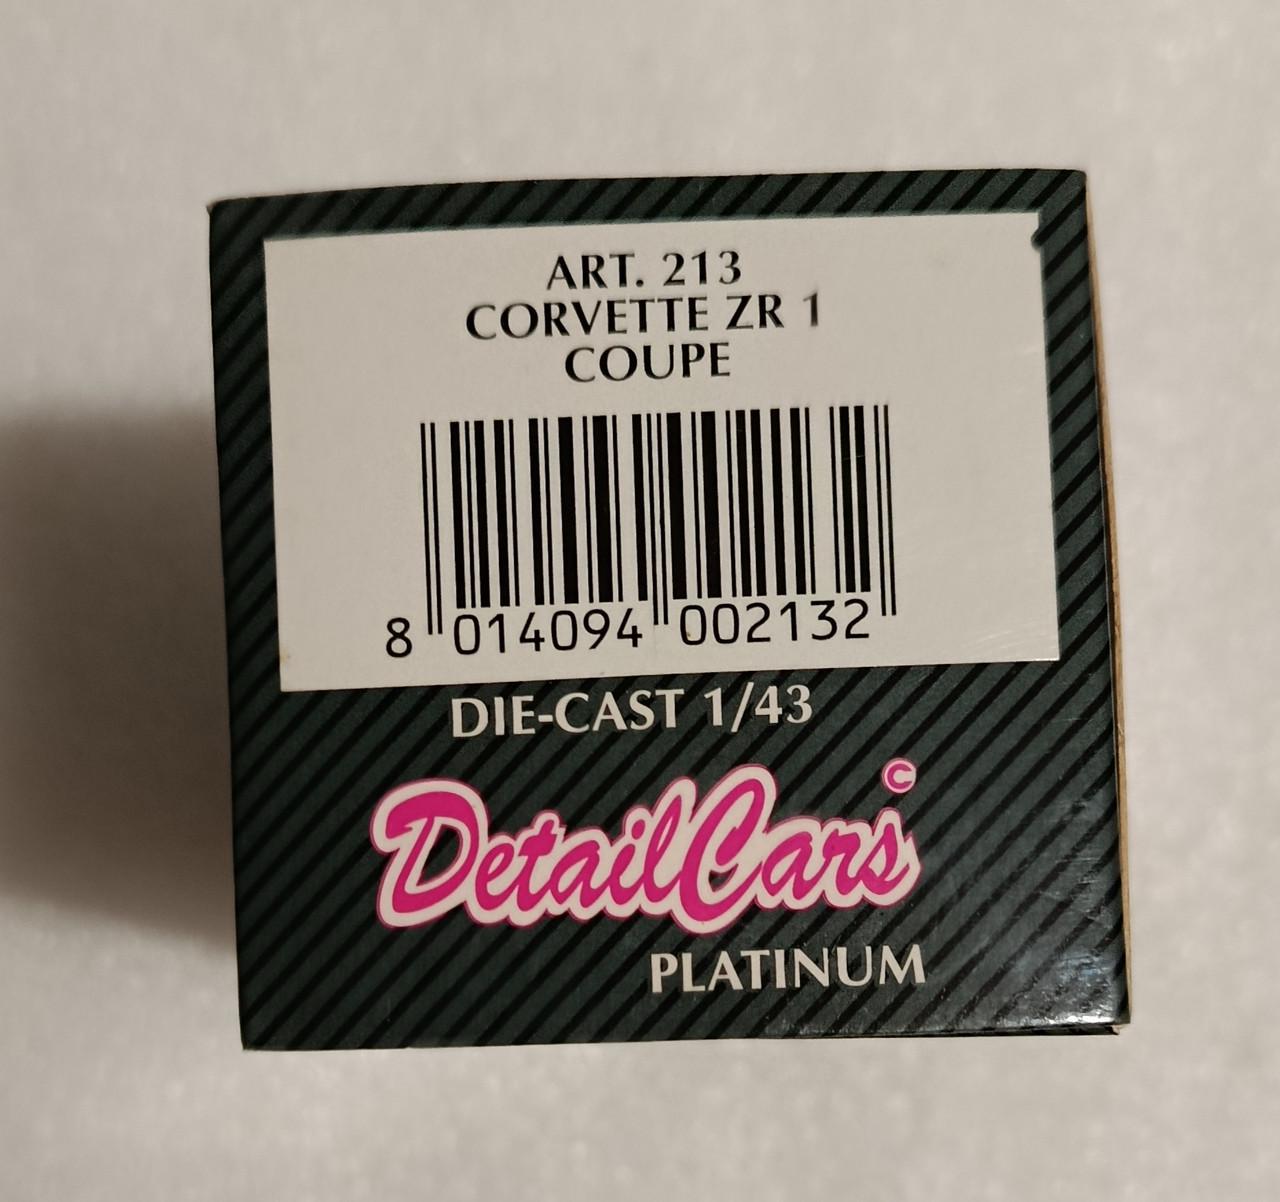 ART. 213
CORVETTE ZR 1
COUPE
8 014094 002132
DIE-CAST 1/43
DetailCars ©
PLATINUM